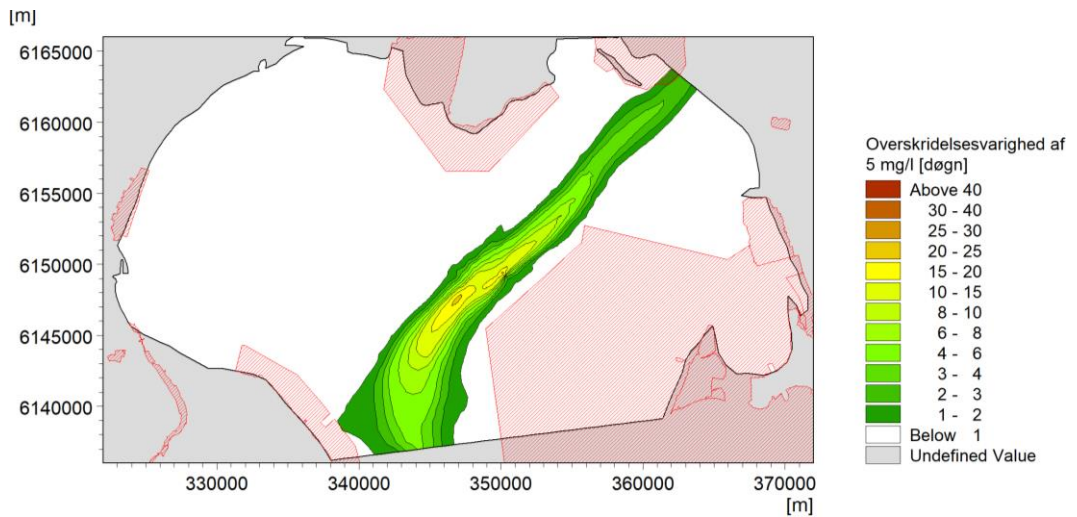 [m]
6165000
6160000
6155000
6150000
6145000
6140000
330000 340000 350000 360000 370000
[m]
Overskridelsesvarighed af
5 mg/l [døgn]
Above 40
30 - 40
25 - 30
20 - 25
15 - 20
10 - 15
8 - 10
6 - 8
4 - 6
3 - 4
2 - 3
1 - 2
Below 1
Undefined Value